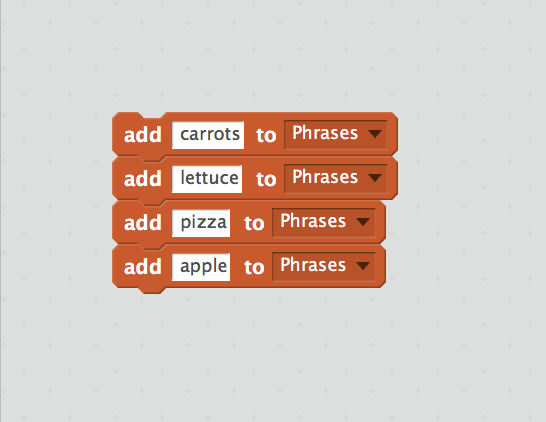 add carrots to Phrases
add lettuce to Phrases
add pizza to Phrases
add apple to Phrases